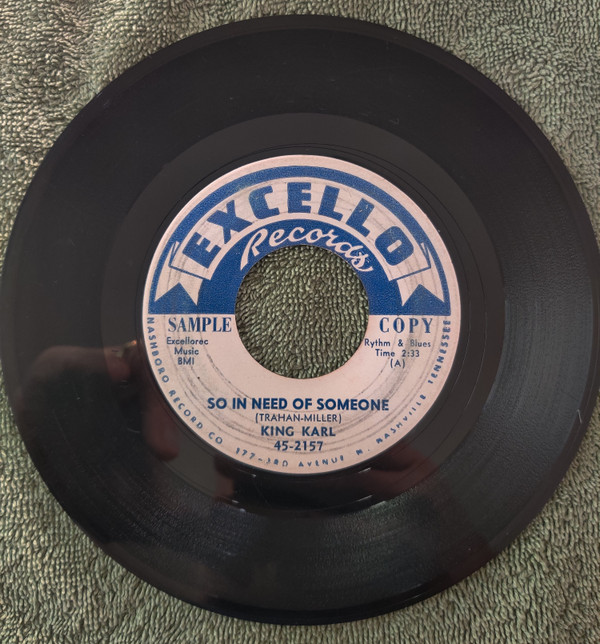 EXCELLO
Records
SAMPLE COPY
Excellorec
Music
BMI
Rythm & Blues
Time 2:33
(A)
SO IN NEED OF SOMEONE
(TRAHAN-MILLER)
KING KARL
45-2157
NASHBORO RECORD CO. 177-3RD AVENUE N. NASHVILLE TENNESSEE